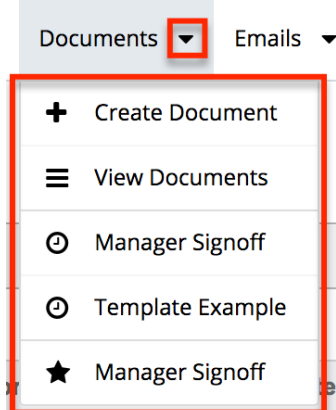 Documents Emails
Create Document
View Documents
Manager Signoff
Template Example
Manager Signoff